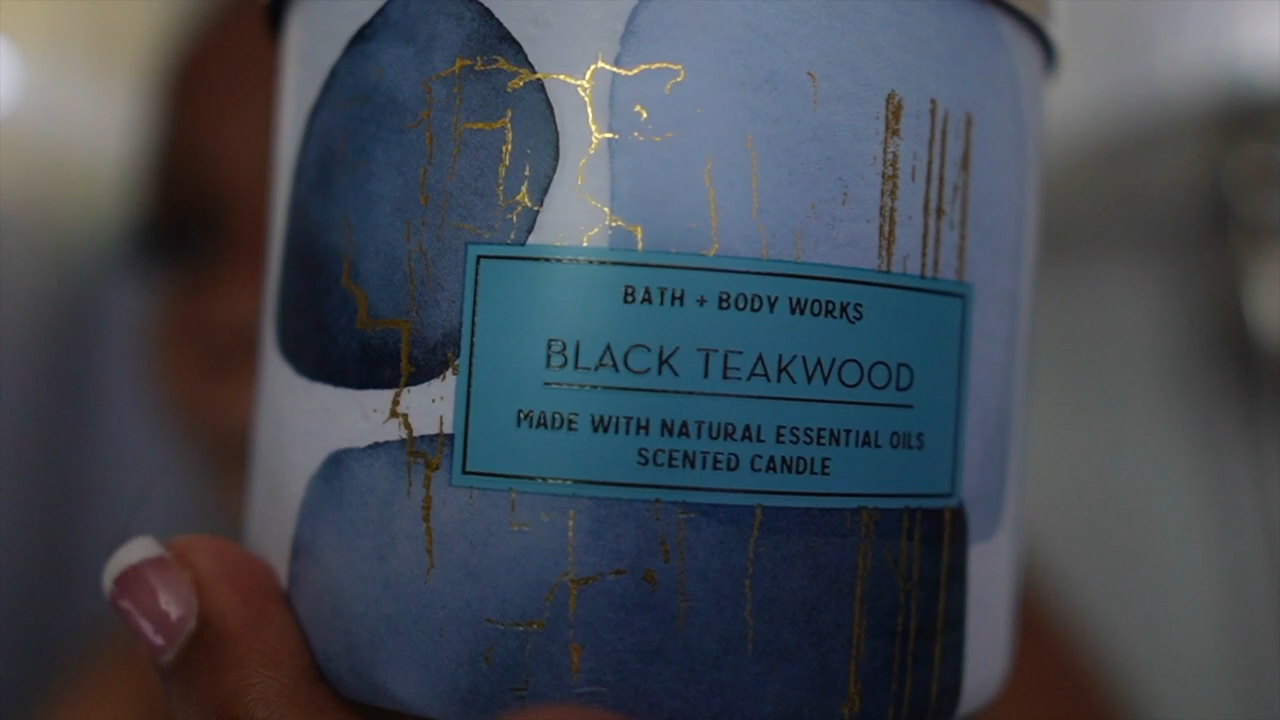 BATH + BODY WORKS
BLACK TEAKWOOD
MADE WITH NATURAL ESSENTIAL OILS
SCENTED CANDLE